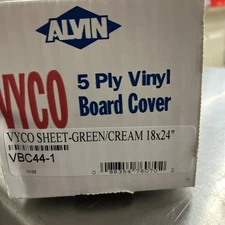 ALVIN
VYCO
5 Ply Vinyl
Board Cover
VYCO SHEET-GREEN/CREAM 18x24"
VBC44-1